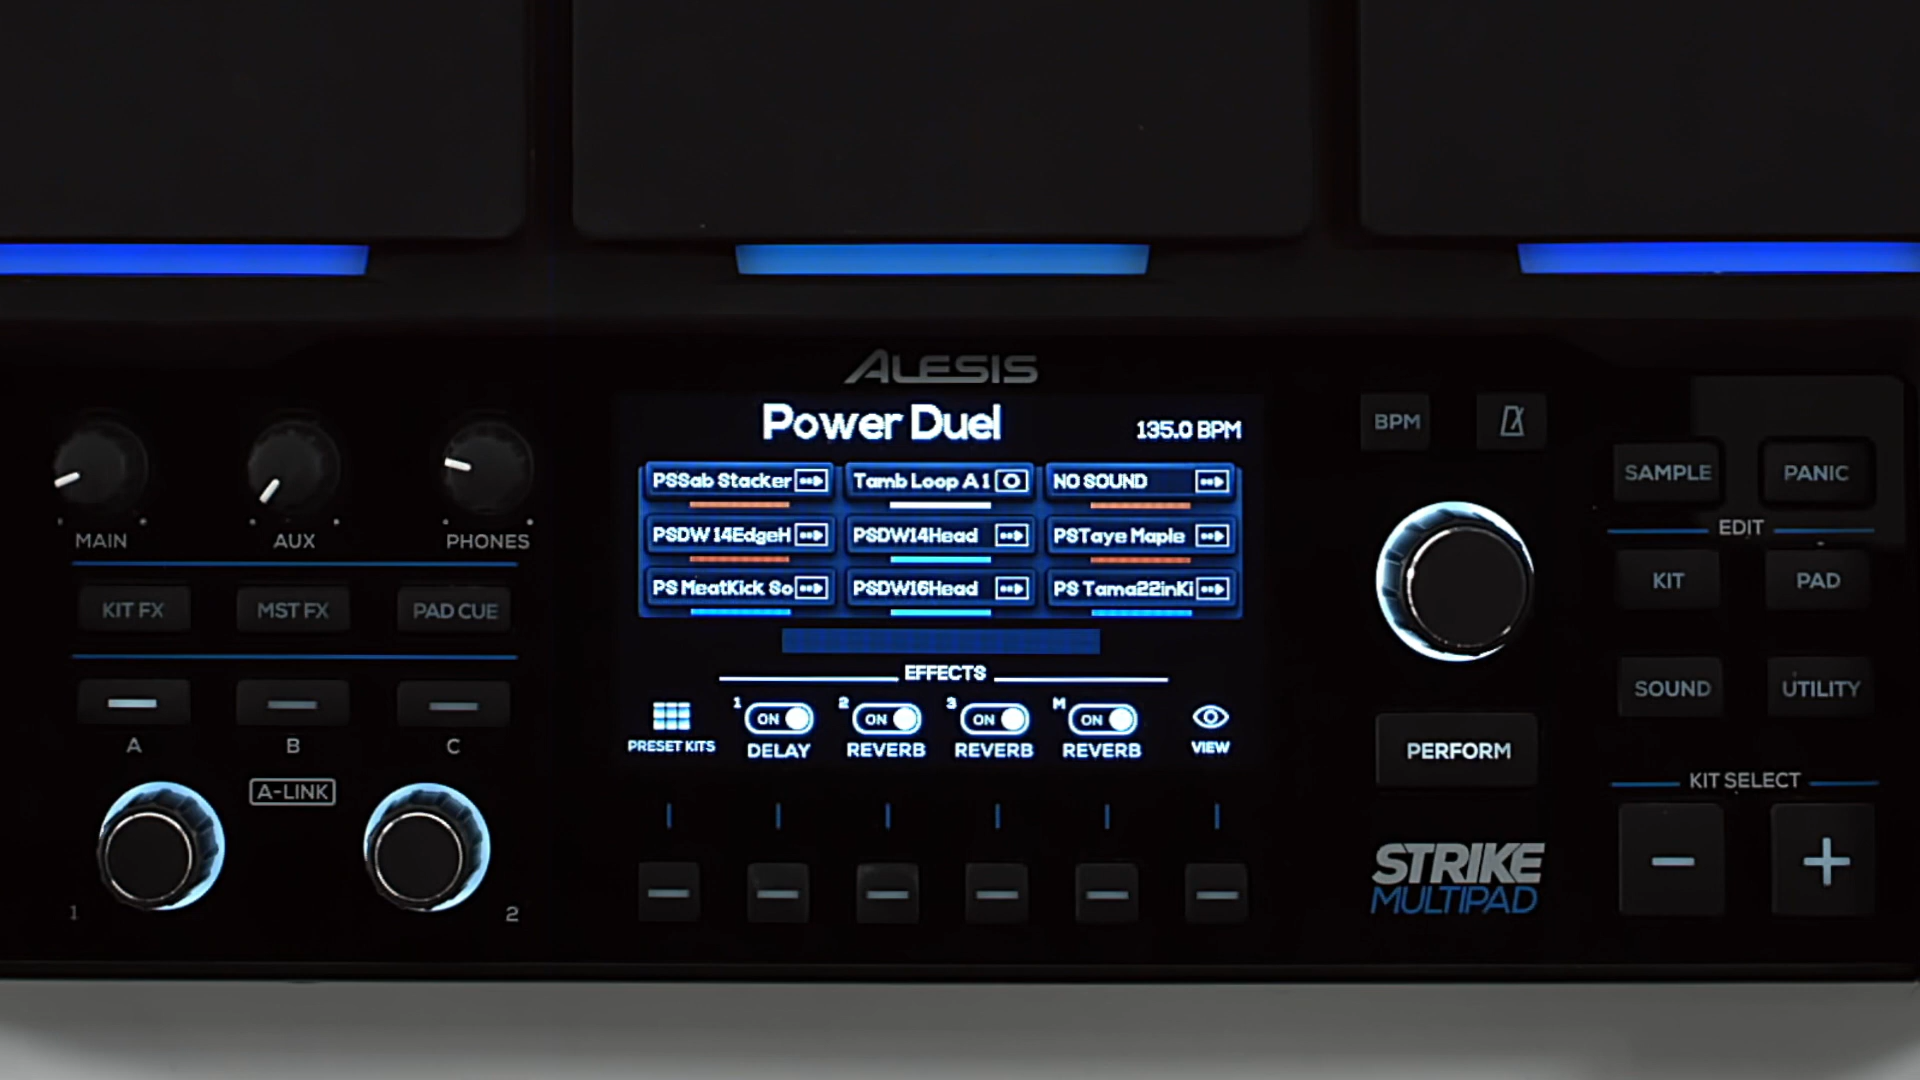 ALESIS
Power Duel
135.0 BPM
PSSab Stacker
Tamb Loop A 1
NO SOUND
PSDW 14EdgeH
PSDW14Head
PSTaye Maple
PS MeatKick So
PSDW16Head
PS Tama22inKi
EFFECTS
1 ON
2 ON
3 ON
M ON
PRESET KITS
DELAY
REVERB
REVERB
REVERB
VIEW
MAIN
AUX
PHONES
KIT FX
MST FX
PAD CUE
A
B
C
A-LINK
1
2
BPM
PERFORM
STRIKE
MULTIPAD
SAMPLE
PANIC
EDIT
KIT
PAD
SOUND
UTILITY
KIT SELECT